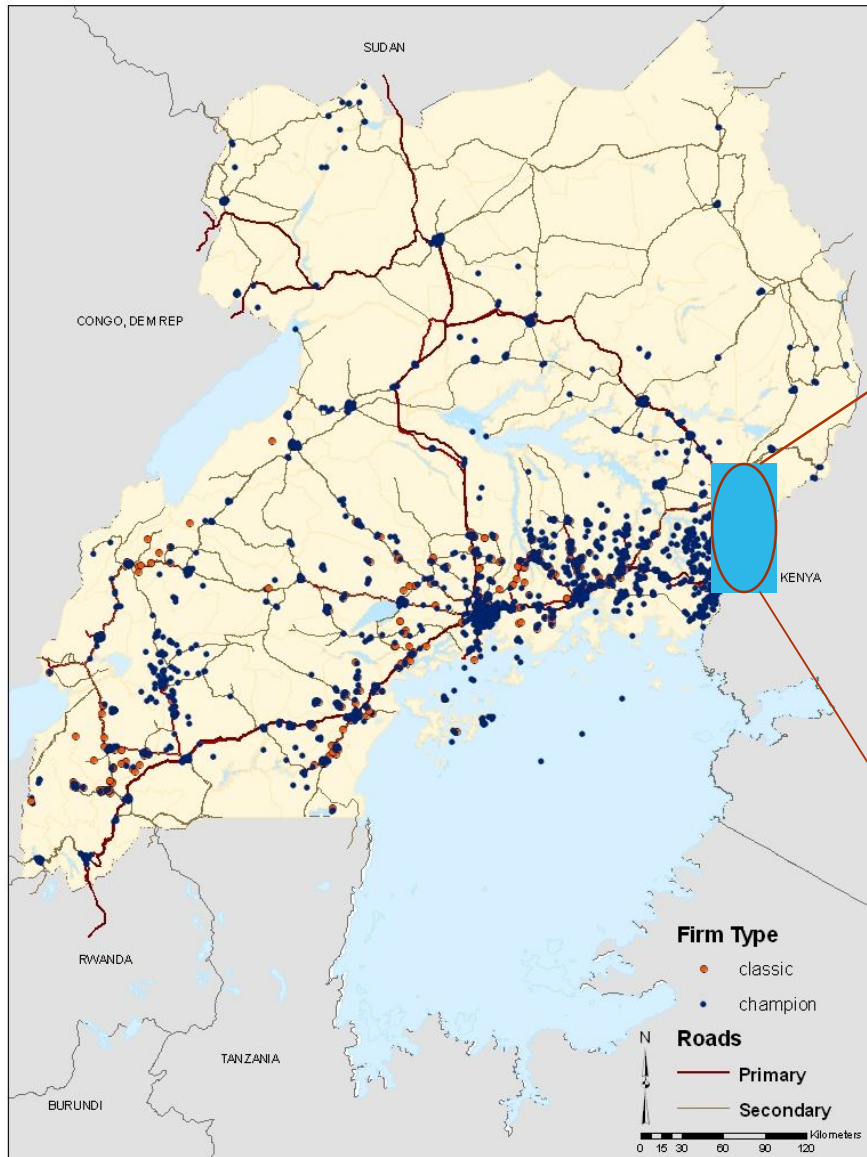 SUDAN
CONGO, DEM REP
KENYA
RWANDA
TANZANIA
BURUNDI
Firm Type
classic
champion
N
Roads
Primary
Secondary
Kilometers
0 15 30 60 90 120